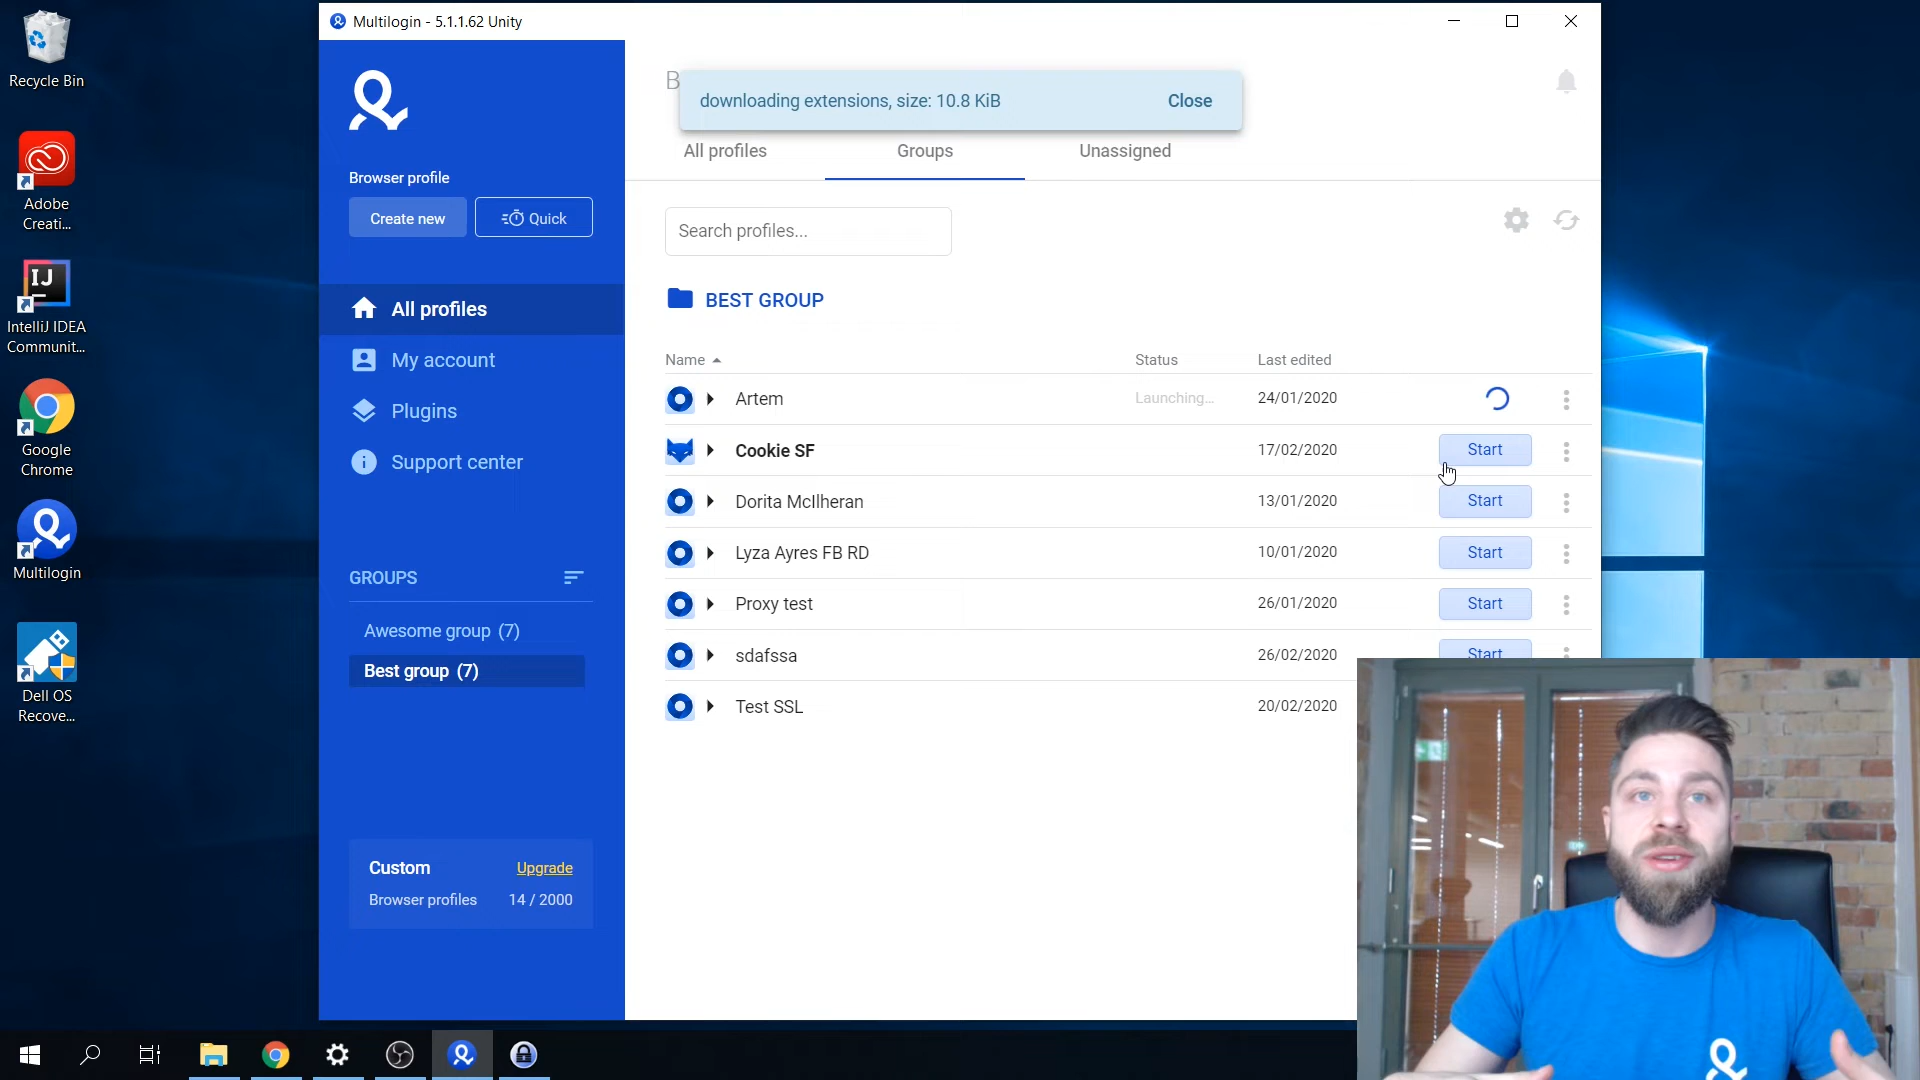 Recycle Bin
Adobe
Creati...
IJ
IntelliJ IDEA
Communit...
Google
Chrome
Multilogin
Dell OS
Recove...
Multilogin - 5.1.1.62 Unity
Browser profile
Create new
Quick
All profiles
My account
Plugins
Support center
GROUPS
Awesome group (7)
Best group (7)
Custom
Upgrade
Browser profiles
14 / 2000
B
downloading extensions, size: 10.8 KiB
Close
All profiles
Groups
Unassigned
Search profiles...
BEST GROUP
Name
Status
Last edited
Artem
Launching...
24/01/2020
Cookie SF
17/02/2020
Start
Dorita McIlheran
13/01/2020
Start
Lyza Ayres FB RD
10/01/2020
Start
Proxy test
26/01/2020
Start
sdafssa
26/02/2020
Start
Test SSL
20/02/2020